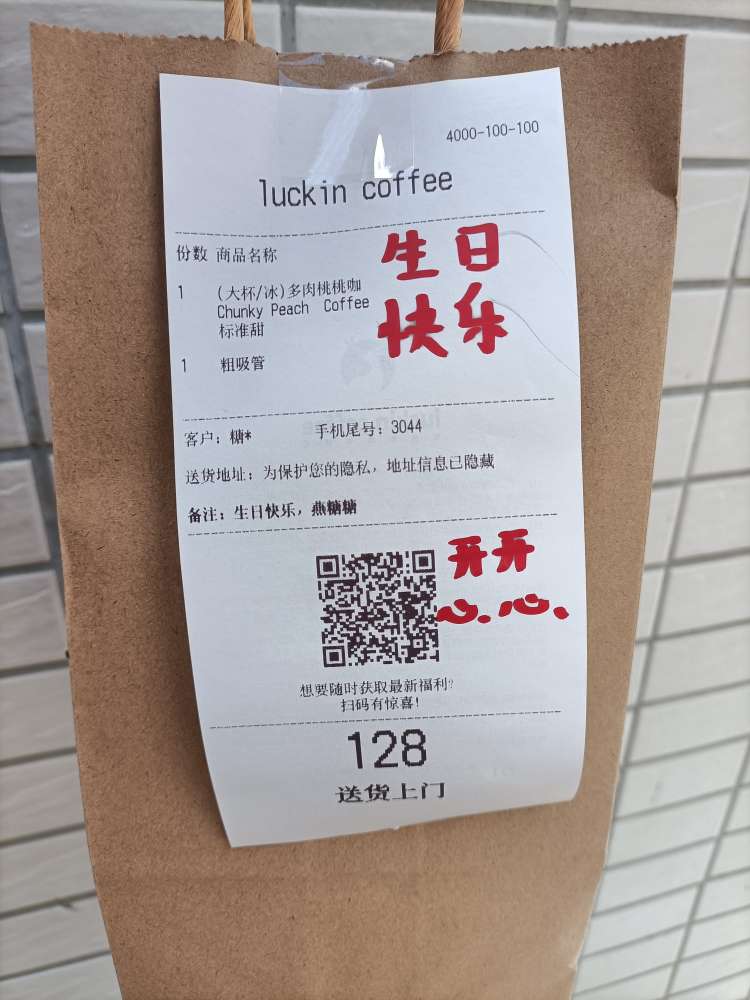 4000-100-100
luckin coffee
份数 商品名称
生日
快乐
1 (大杯/冰)多肉桃桃咖
Chunky Peach Coffee
标准甜
1 粗吸管
客户：糖* 手机尾号：3044
送货地址：为保护您的隐私，地址信息已隐藏
备注：生日快乐，燕糖糖
开开
心心
想要随时获取最新福利？
扫码有惊喜！
128
送货上门